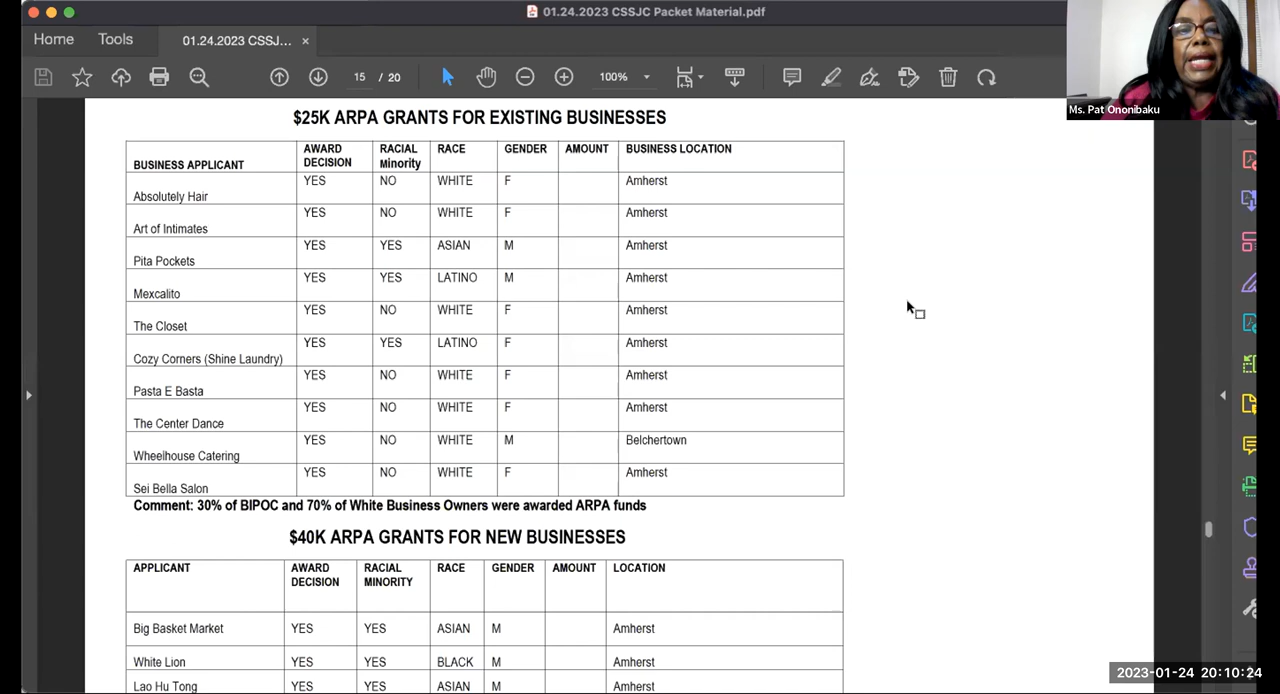 01.24.2023 CSSJC Packet Material.pdf
Home Tools 01.24.2023 CSSJ... ×
15 / 20 100%
Ms. Pat Ononibaku
$25K ARPA GRANTS FOR EXISTING BUSINESSES
BUSINESS APPLICANT AWARD DECISION RACIAL Minority RACE GENDER AMOUNT BUSINESS LOCATION
Absolutely Hair YES NO WHITE F Amherst
Art of Intimates YES NO WHITE F Amherst
Pita Pockets YES YES ASIAN M Amherst
Mexcalito YES YES LATINO M Amherst
The Closet YES NO WHITE F Amherst
Cozy Corners (Shine Laundry) YES YES LATINO F Amherst
Pasta E Basta YES NO WHITE F Amherst
The Center Dance YES NO WHITE F Amherst
Wheelhouse Catering YES NO WHITE M Belchertown
Sei Bella Salon YES NO WHITE F Amherst
Comment: 30% of BIPOC and 70% of White Business Owners were awarded ARPA funds
$40K ARPA GRANTS FOR NEW BUSINESSES
APPLICANT AWARD DECISION RACIAL MINORITY RACE GENDER AMOUNT LOCATION
Big Basket Market YES YES ASIAN M Amherst
White Lion YES YES BLACK M Amherst
Lao Hu Tong YES YES ASIAN M Amherst
2023-01-24 20:10:24